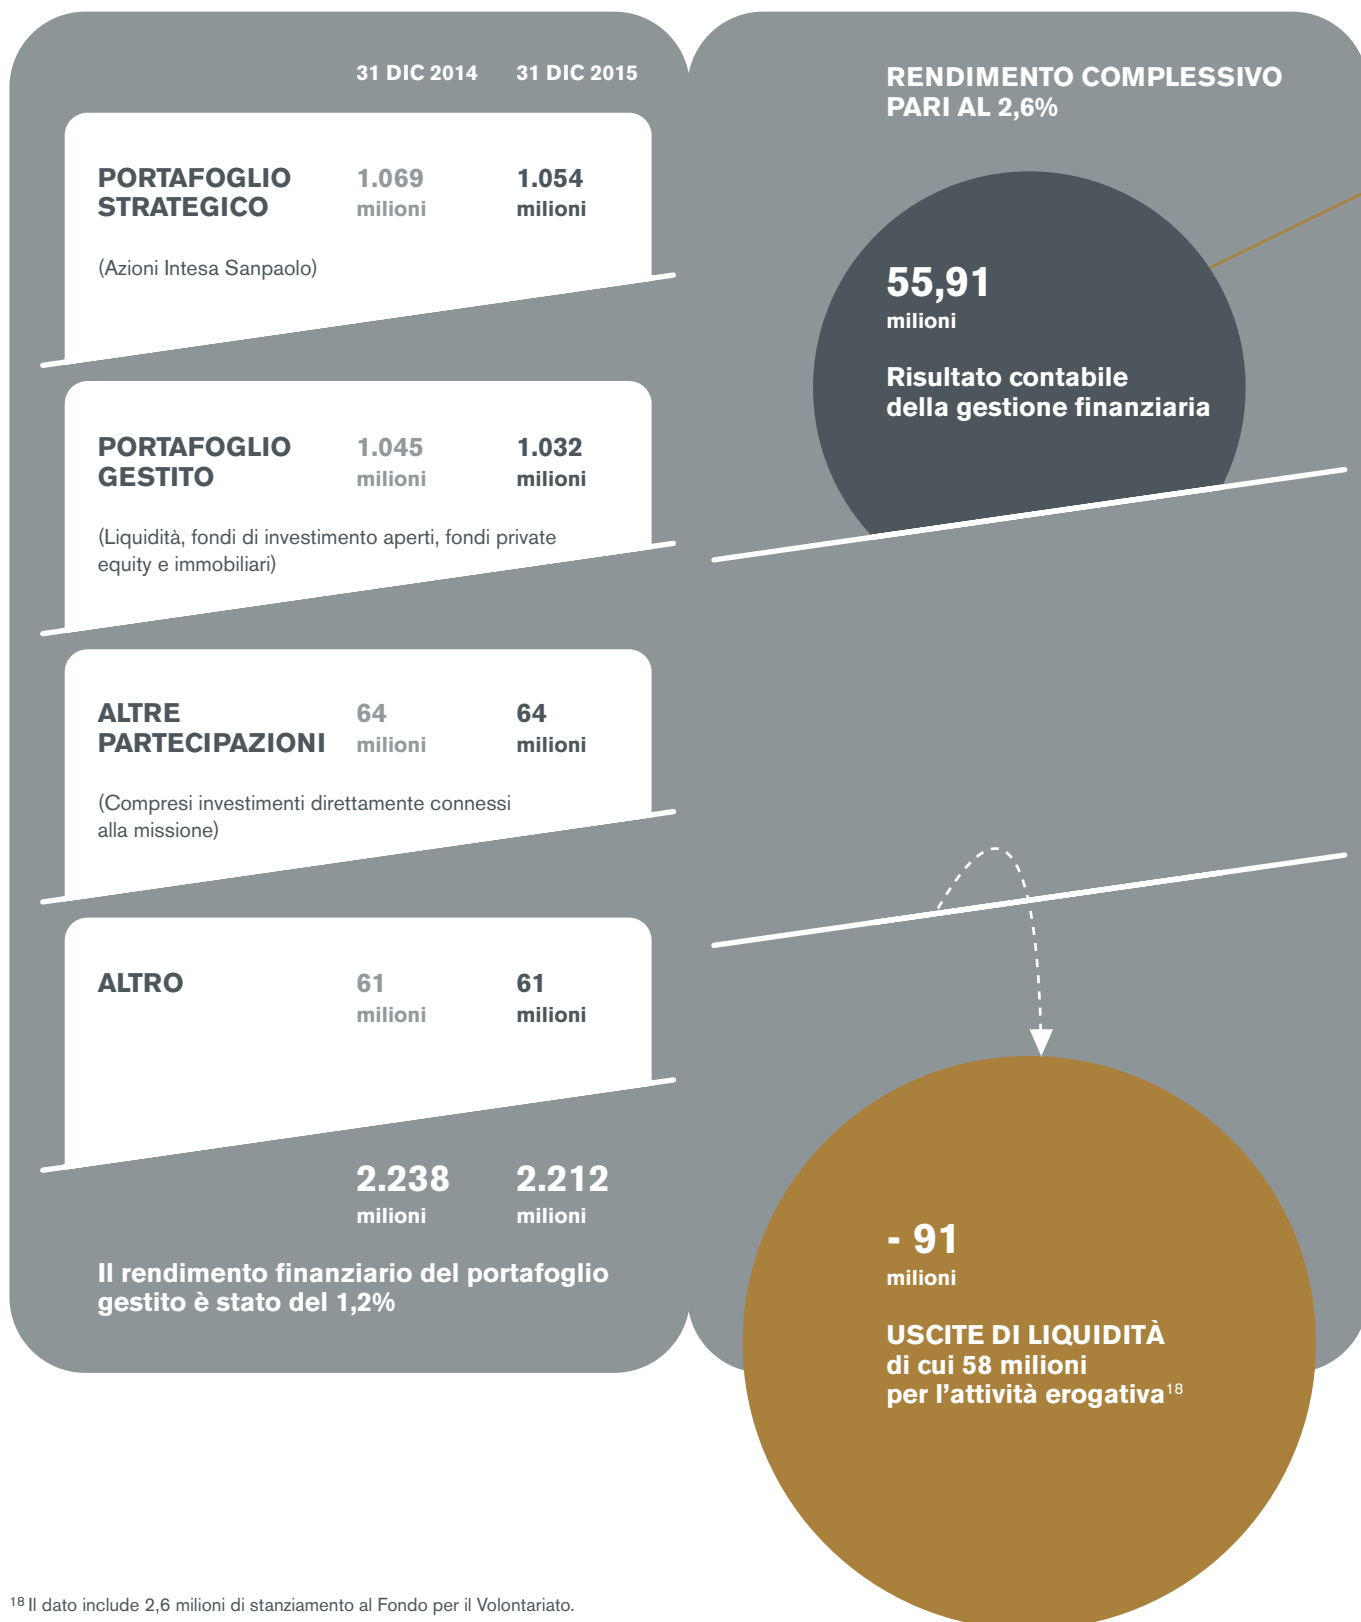 31 DIC 2014 31 DIC 2015
PORTAFOGLIO 1.069 1.054
STRATEGICO milioni milioni
(Azioni Intesa Sanpaolo)
PORTAFOGLIO 1.045 1.032
GESTITO milioni milioni
(Liquidità, fondi di investimento aperti, fondi private
equity e immobiliari)
ALTRE 64 64
PARTECIPAZIONI milioni milioni
(Compresi investimenti direttamente connessi
alla missione)
ALTRO 61 61
milioni milioni
2.238 2.212
milioni milioni
Il rendimento finanziario del portafoglio
gestito è stato del 1,2%
RENDIMENTO COMPLESSIVO
PARI AL 2,6%
55,91
milioni
Risultato contabile
della gestione finanziaria
- 91
milioni
USCITE DI LIQUIDITÀ
di cui 58 milioni
per l'attività erogativa18
18 Il dato include 2,6 milioni di stanziamento al Fondo per il Volontariato.